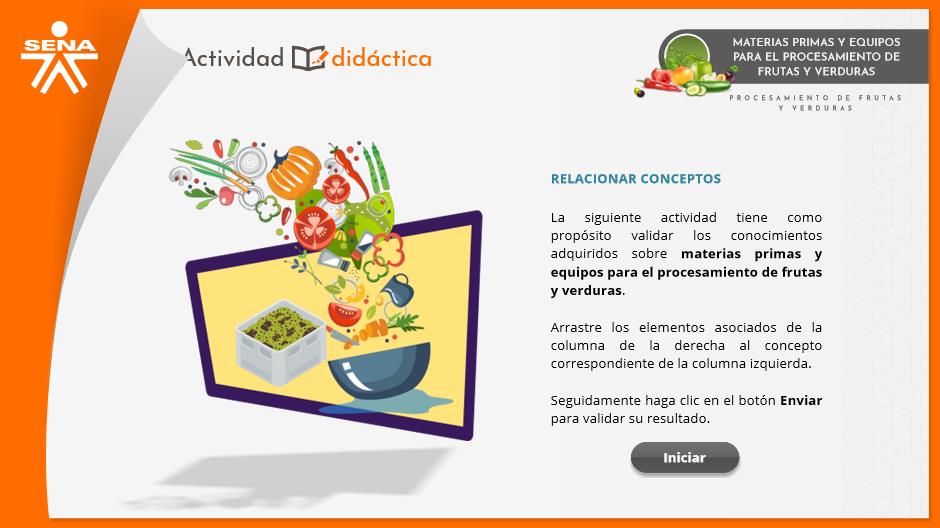 SENA
Actividad didáctica
MATERIAS PRIMAS Y EQUIPOS
PARA EL PROCESAMIENTO DE
FRUTAS Y VERDURAS
PROCESAMIENTO DE FRUTAS
Y VERDURAS
RELACIONAR CONCEPTOS
La siguiente actividad tiene como
propósito validar los conocimientos
adquiridos sobre materias primas y
equipos para el procesamiento de frutas
y verduras.
Arrastre los elementos asociados de la
columna de la derecha al concepto
correspondiente de la columna izquierda.
Seguidamente haga clic en el botón Enviar
para validar su resultado.
Iniciar